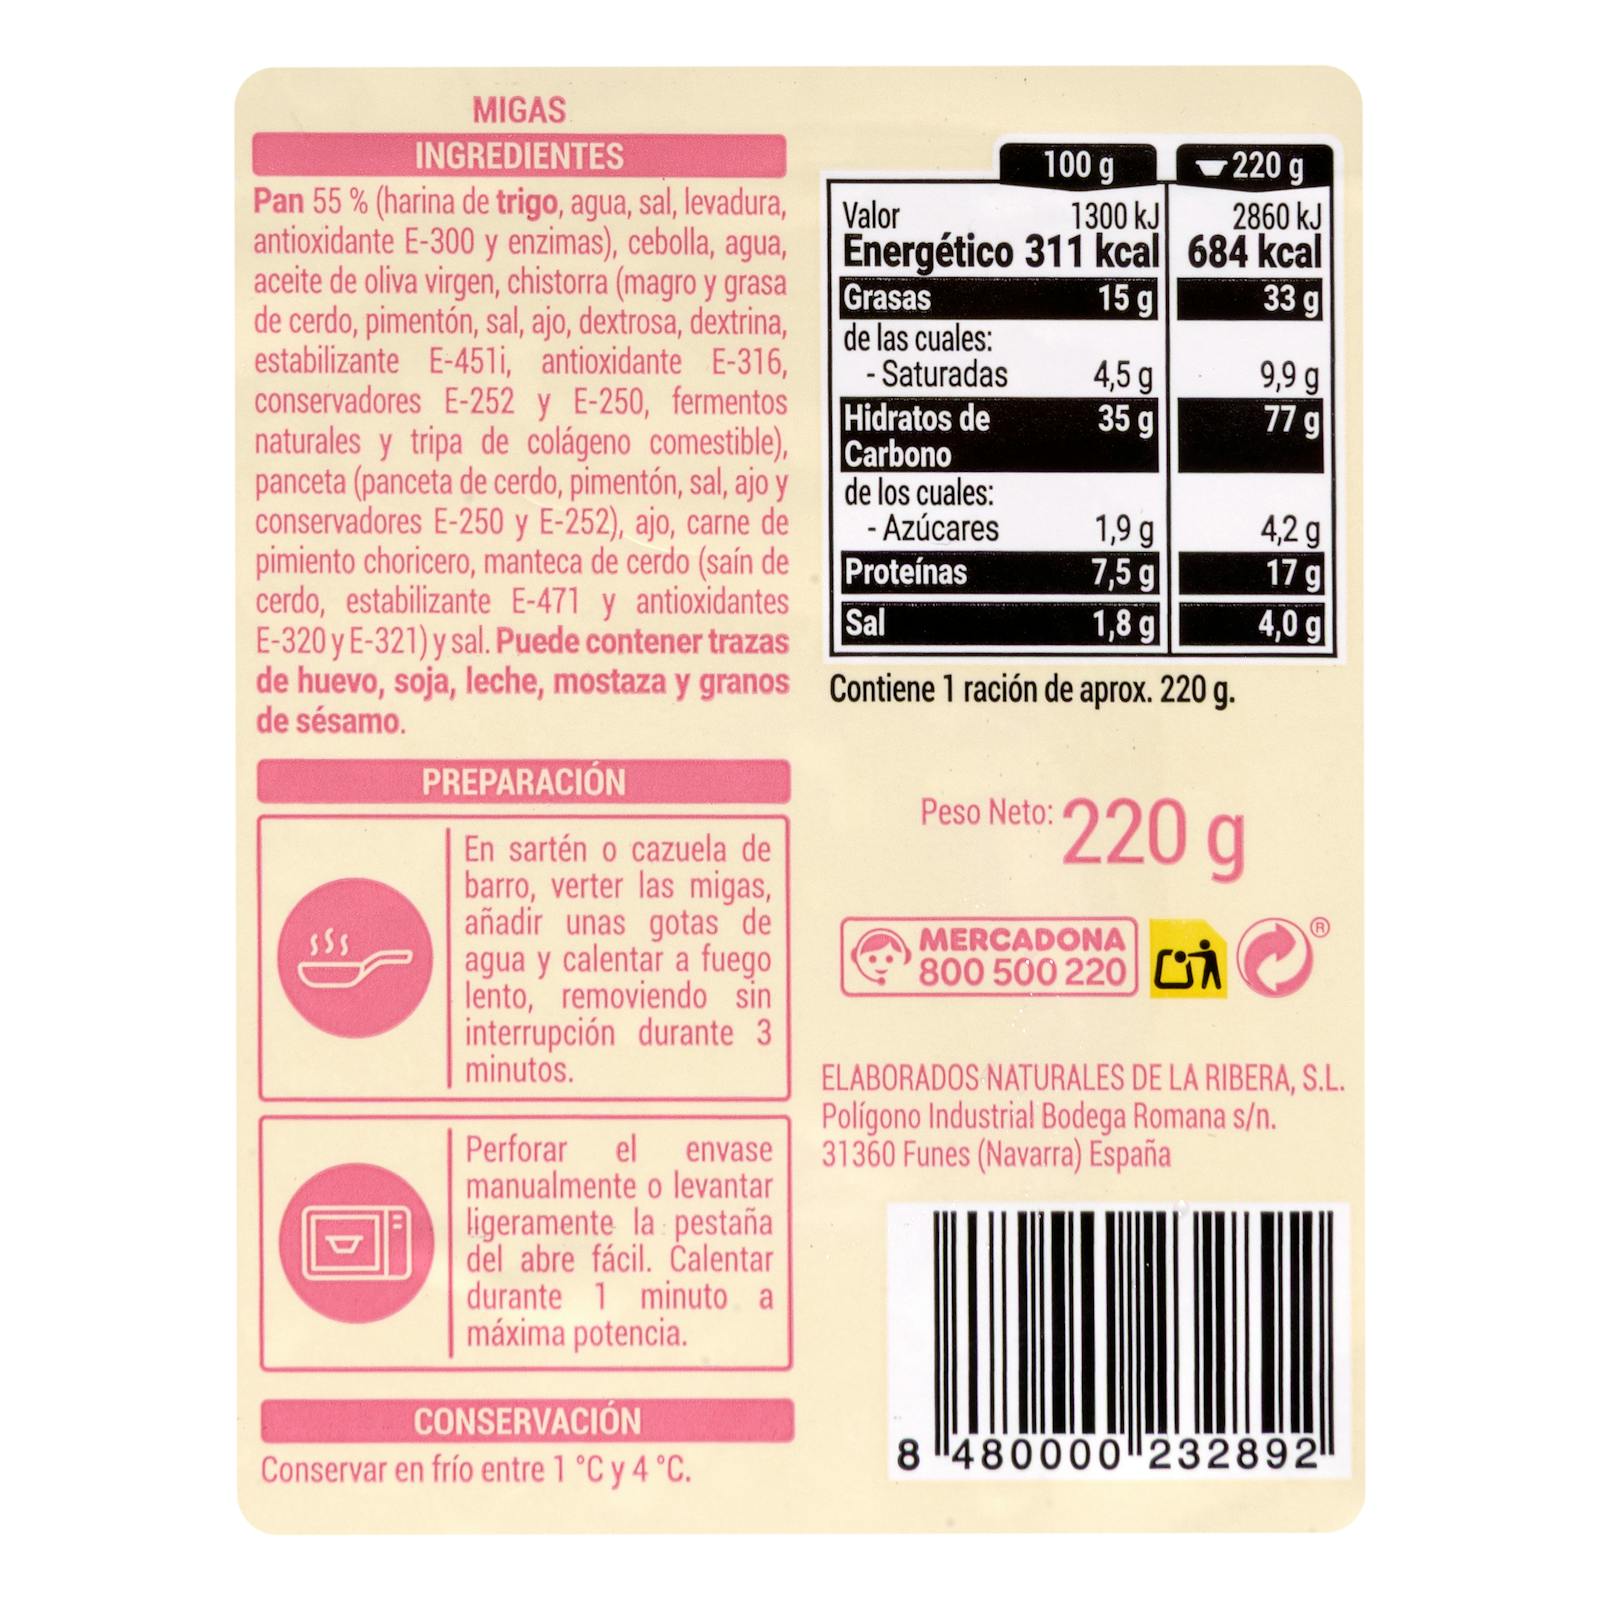 MIGAS
INGREDIENTES
Pan 55 % (harina de trigo, agua, sal, levadura,
antioxidante E-300 y enzimas), cebolla, agua,
aceite de oliva virgen, chistorra (magro y grasa
de cerdo, pimentón, sal, ajo, dextrosa, dextrina,
estabilizante E-451i, antioxidante E-316,
conservadores E-252 y E-250, fermentos
naturales y tripa de colágeno comestible),
panceta (panceta de cerdo, pimentón, sal, ajo y
conservadores E-250 y E-252), ajo, carne de
pimiento choricero, manteca de cerdo (saín de
cerdo, estabilizante E-471 y antioxidantes
E-320 y E-321) y sal. Puede contener trazas
de huevo, soja, leche, mostaza y granos
de sésamo.
PREPARACIÓN
En sartén o cazuela de
barro, verter las migas,
añadir unas gotas de
agua y calentar a fuego
lento, removiendo sin
interrupción durante 3
minutos.
Perforar el envase
manualmente o levantar
ligeramente la pestaña
del abre fácil. Calentar
durante 1 minuto a
máxima potencia.
CONSERVACIÓN
Conservar en frío entre 1 °C y 4 °C.
100 g 220 g
Valor 1300 kJ 2860 kJ
Energético 311 kcal 684 kcal
Grasas 15 g 33 g
de las cuales:
- Saturadas 4,5 g 9,9 g
Hidratos de 35 g 77 g
Carbono
de los cuales:
- Azúcares 1,9 g 4,2 g
Proteínas 7,5 g 17 g
Sal 1,8 g 4,0 g
Contiene 1 ración de aprox. 220 g.
Peso Neto: 220 g
MERCADONA
800 500 220
®
ELABORADOS NATURALES DE LA RIBERA, S.L.
Polígono Industrial Bodega Romana s/n.
31360 Funes (Navarra) España
8 480000 232892